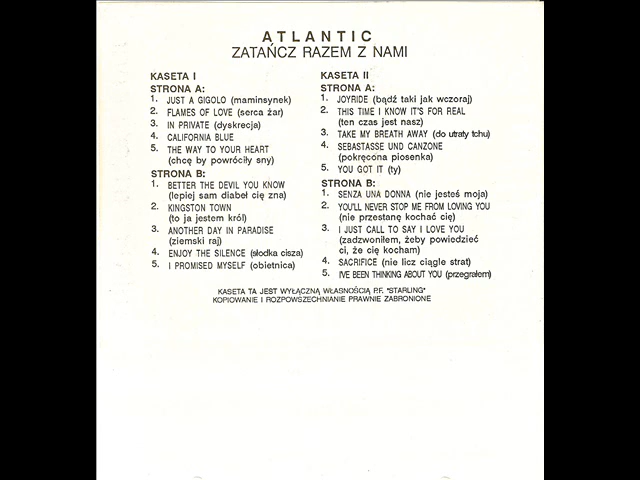 ATLANTIC
ZATAŃCZ RAZEM Z NAMI
KASETA I
STRONA A:
1. JUST A GIGOLO (maminsynek)
2. FLAMES OF LOVE (serca żar)
3. IN PRIVATE (dyskrecja)
4. CALIFORNIA BLUE
5. THE WAY TO YOUR HEART
(chcę by powróciły sny)
STRONA B:
1. BETTER THE DEVIL YOU KNOW
(lepiej sam diabeł cię zna)
2. KINGSTON TOWN
(to ja jestem król)
3. ANOTHER DAY IN PARADISE
(ziemski raj)
4. ENJOY THE SILENCE (słodka cisza)
5. I PROMISED MYSELF (obietnica)
KASETA II
STRONA A:
1. JOYRIDE (bądź taki jak wczoraj)
2. THIS TIME I KNOW IT'S FOR REAL
(ten czas jest nasz)
3. TAKE MY BREATH AWAY (do utraty tchu)
4. SEBASTASSE UND CANZONE
(pokręcona piosenka)
5. YOU GOT IT (ty)
STRONA B:
1. SENZA UNA DONNA (nie jesteś moja)
2. YOU'LL NEVER STOP ME FROM LOVING YOU
(nie przestanę kochać cię)
3. I JUST CALL TO SAY I LOVE YOU
(zadzwoniłem, żeby powiedzieć
ci, że cię kocham)
4. SACRIFICE (nie licz ciągle strat)
5. I'VE BEEN THINKING ABOUT YOU (przegrałem)
KASETA TA JEST WYŁĄCZNĄ WŁASNOŚCIĄ P.F. "STARLING"
KOPIOWANIE I ROZPOWSZECHNIANIE PRAWNIE ZABRONIONE